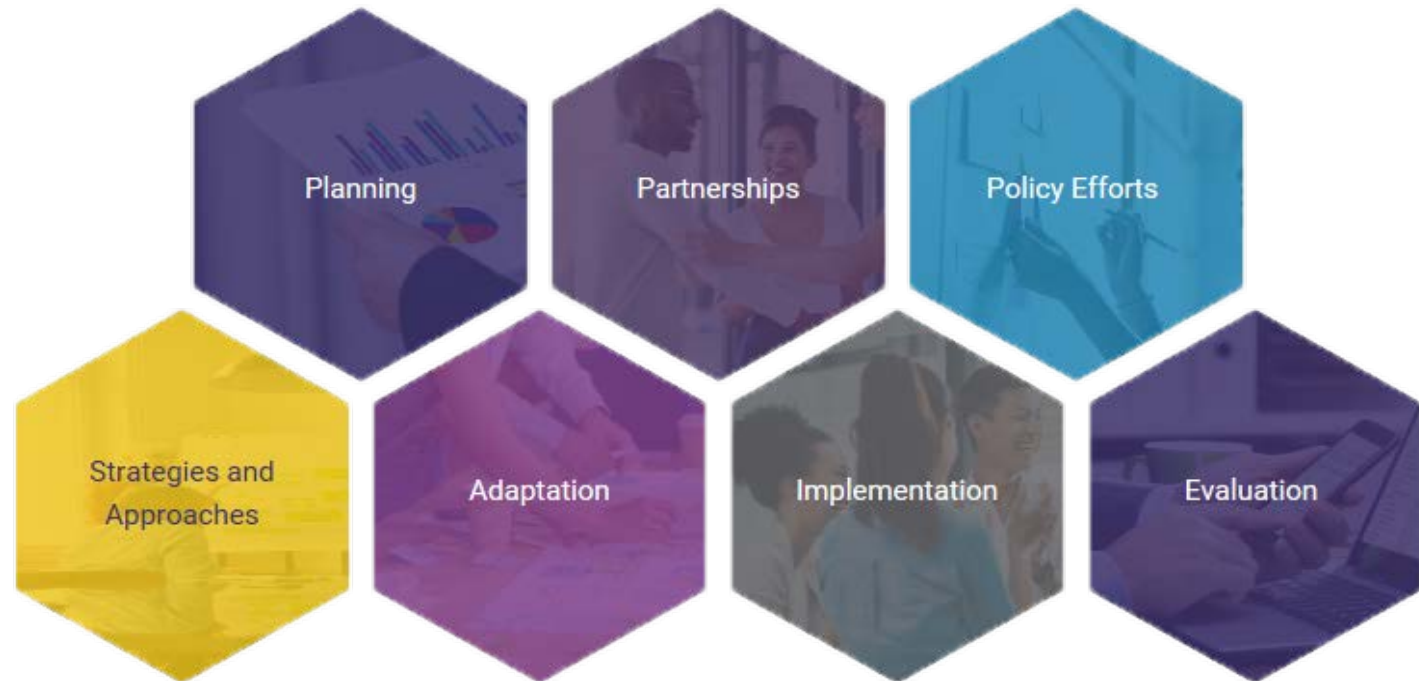 Planning
Partnerships
Policy Efforts
Strategies and
Approaches
Adaptation
Implementation
Evaluation